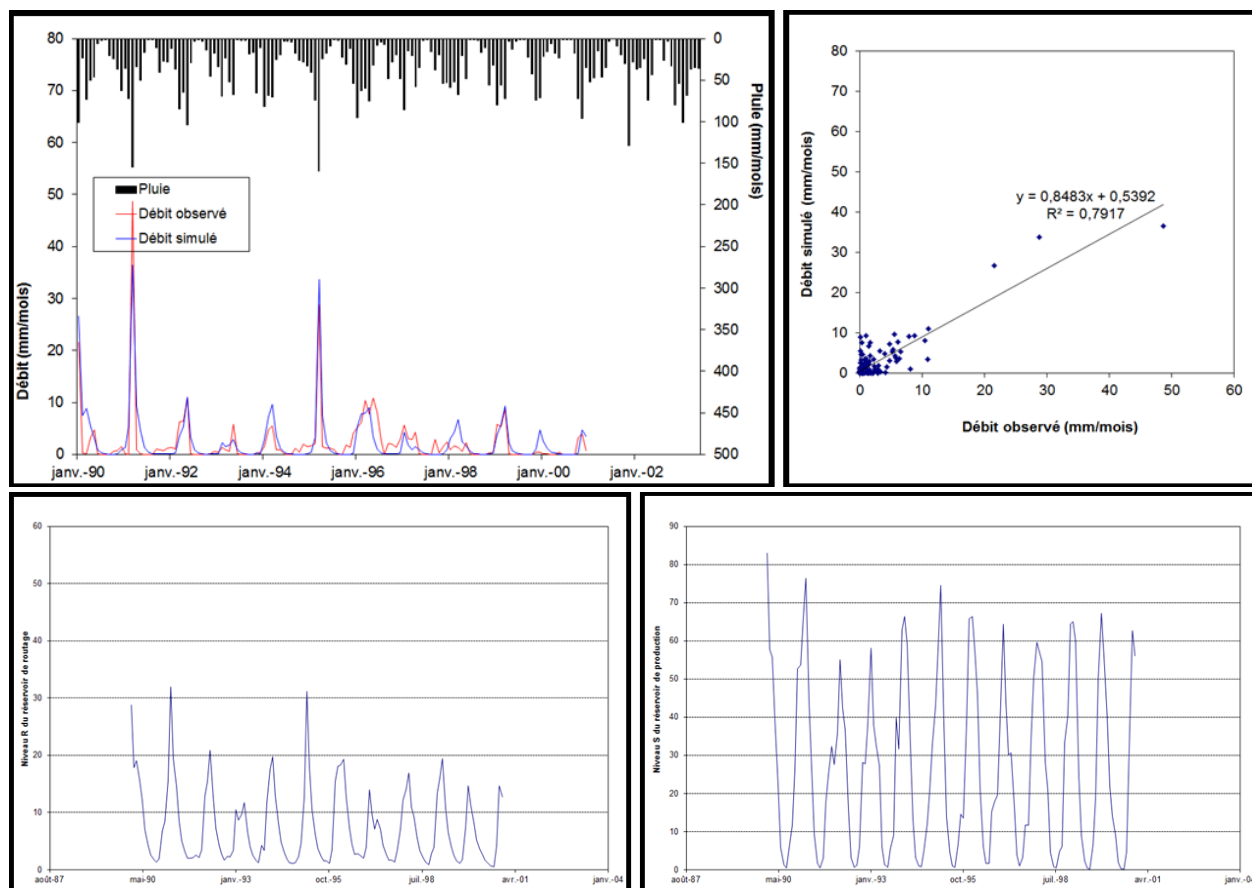 80
70
60
50
40
30
20
10
0
Débit (mm/mois)
0
50
100
150
200
250
300
350
400
450
500
Pluie (mm/mois)
Pluie
Débit observé
Débit simulé
janv.-90
janv.-92
janv.-94
janv.-96
janv.-98
janv.-00
janv.-02
80
70
60
50
40
30
20
10
0
Débit simulé (mm/mois)
y = 0,8483x + 0,5392
R² = 0,7917
0
10
20
30
40
50
60
Débit observé (mm/mois)
60
50
40
30
20
10
0
Niveau R du réservoir de routage
août-87
mai-90
janv.-93
oct.-95
juil.-98
avr.-01
janv.-04
90
80
70
60
50
40
30
20
10
0
Niveau S du réservoir de production
août-87
mai-90
janv.-93
oct.-95
juil.-98
avr.-01
janv.-04